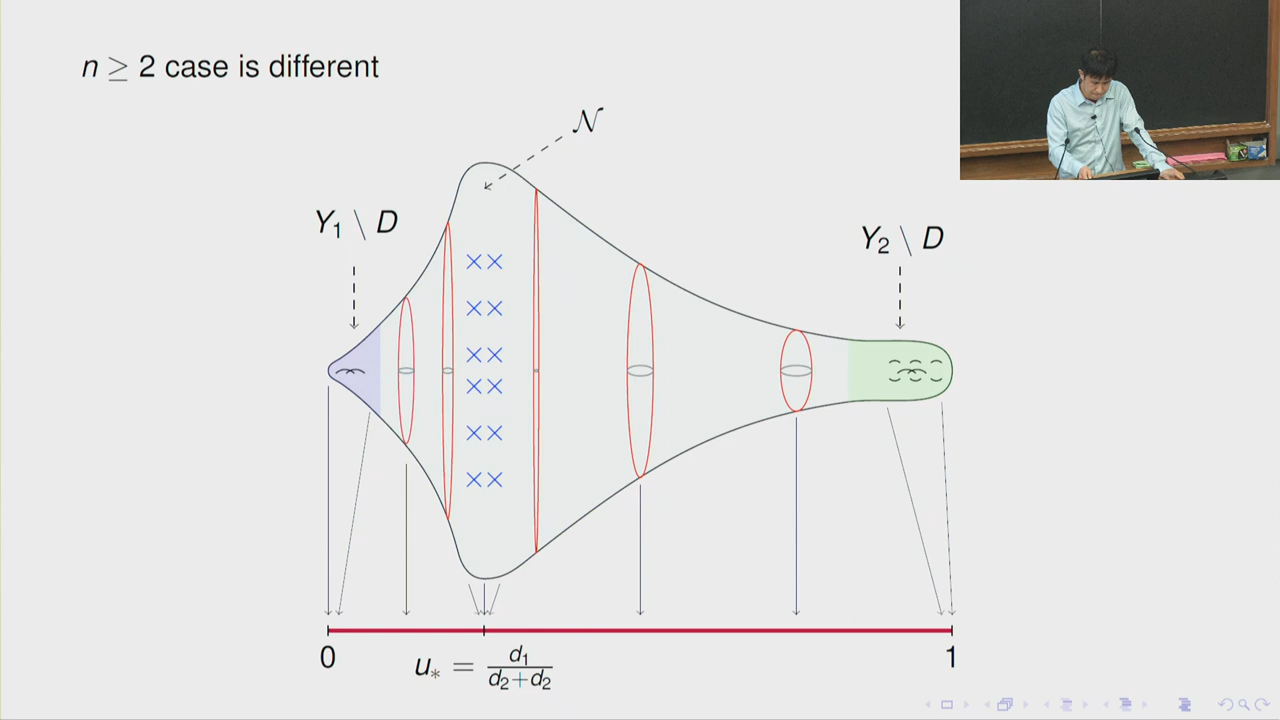 n ≥ 2 case is different
𝒩
Y₁ \ D
Y₂ \ D
0
u* = d₁/(d₂+d₂)
1